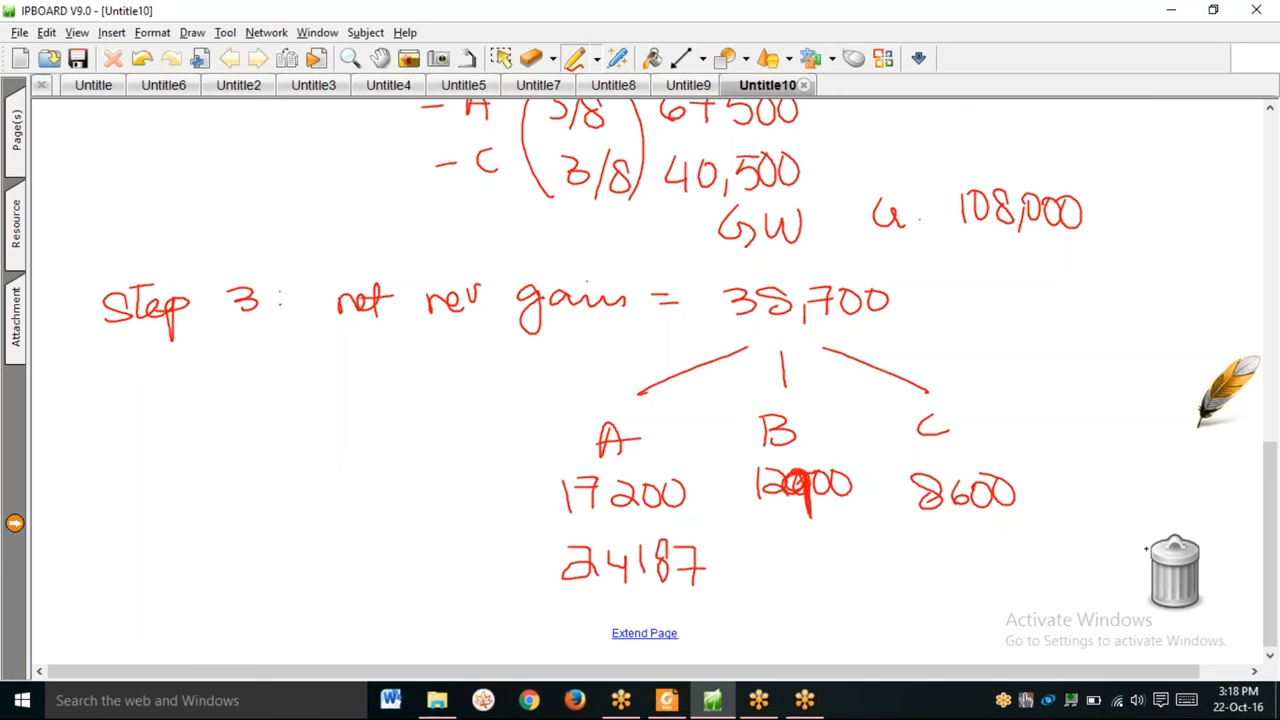 IPBOARD V9.0 - [Untitle10]
File Edit View Insert Format Draw Tool Network Window Subject Help
Untitle Untitle6 Untitle2 Untitle3 Untitle4 Untitle5 Untitle7 Untitle8 Untitle9 Untitle10
Page(s)
Resource
Attachment
- A (5/8) 67500
- C (3/8) 40,500
GW G. 108,000
Step 3: net rev gain = 38,700
A B C
17200 12900 8600
24187
Extend Page
Activate Windows
Go to Settings to activate Windows.
Search the web and Windows
3:18 PM
22-Oct-16